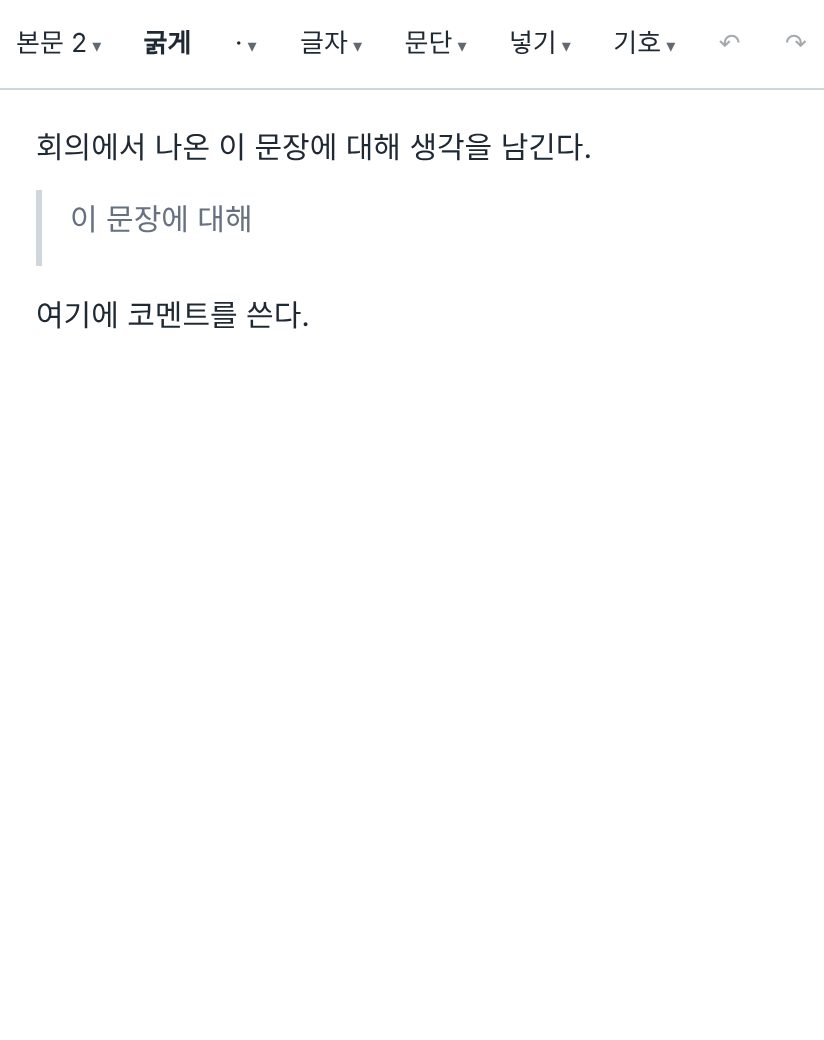 본문 2 ▾ 굵게 · ▾ 글자 ▾ 문단 ▾ 넣기 ▾ 기호 ▾ ↶ ↷
회의에서 나온 이 문장에 대해 생각을 남긴다.
이 문장에 대해
여기에 코멘트를 쓴다.